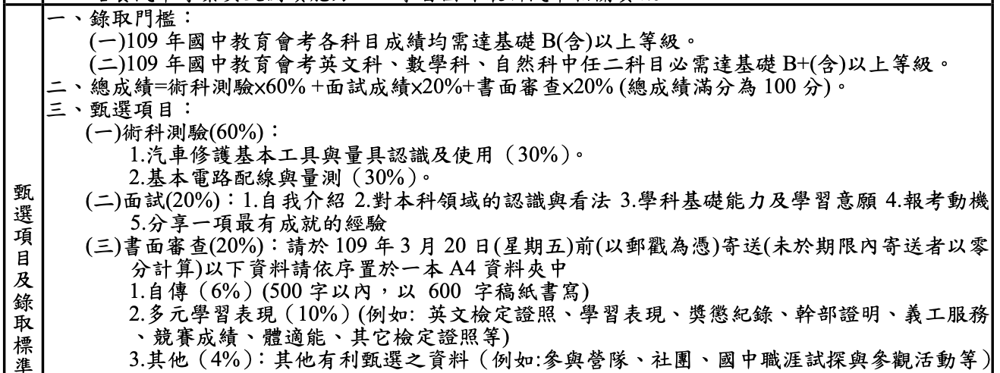 一、錄取門檻：
(一)109 年國中教育會考各科目成績均需達基礎 B(含)以上等級。
(二)109 年國中教育會考英文科、數學科、自然科中任二科目必需達基礎 B+(含)以上等級。
二、總成績=術科測驗×60% +面試成績×20%+書面審查×20% (總成績滿分為 100 分)。
三、甄選項目：
(一)術科測驗(60%)：
1.汽車修護基本工具與量具認識及使用（30%）。
2.基本電路配線與量測（30%）。
(二)面試(20%)：1.自我介紹 2.對本科領域的認識與看法 3.學科基礎能力及學習意願 4.報考動機
5.分享一項最有成就的經驗
(三)書面審查(20%)：請於 109 年 3 月 20 日(星期五)前(以郵戳為憑)寄送(未於期限內寄送者以零
分計算)以下資料請依序置於一本 A4 資料夾中
1.自傳（6%）(500 字以內，以 600 字稿紙書寫)
2.多元學習表現（10%）(例如: 英文檢定證照、學習表現、獎懲紀錄、幹部證明、義工服務
、競賽成績、體適能、其它檢定證照等)
3.其他（4%）：其他有利甄選之資料（例如:參與營隊、社團、國中職涯試探與參觀活動等）
甄選項目及錄取標準